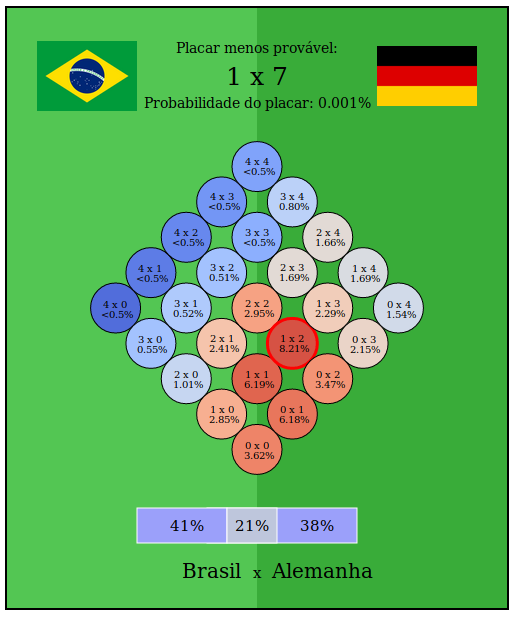 Placar menos provável:
1 x 7
Probabilidade do placar: 0.001%
4 x 4
<0.5%
4 x 3
<0.5%
3 x 4
0.80%
4 x 2
<0.5%
3 x 3
<0.5%
2 x 4
1.66%
4 x 1
<0.5%
3 x 2
0.51%
2 x 3
1.69%
1 x 4
1.69%
4 x 0
<0.5%
3 x 1
0.52%
2 x 2
2.95%
1 x 3
2.29%
0 x 4
1.54%
3 x 0
0.55%
2 x 1
2.41%
1 x 2
8.21%
0 x 3
2.15%
2 x 0
1.01%
1 x 1
6.19%
0 x 2
3.47%
1 x 0
2.85%
0 x 1
6.18%
0 x 0
3.62%
41% 21% 38%
Brasil x Alemanha